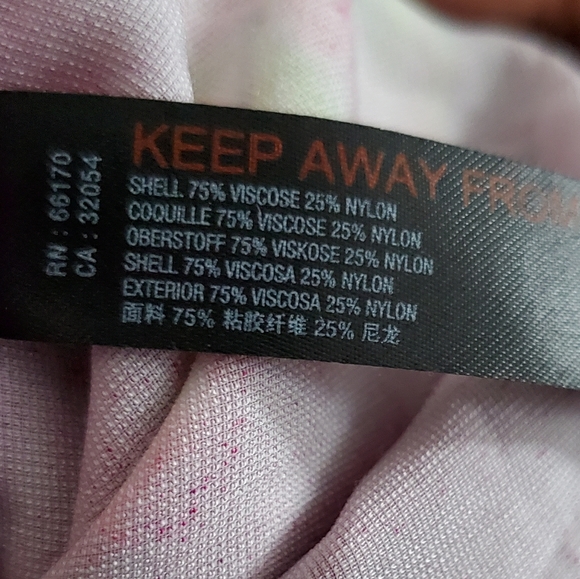 RN : 66170
CA : 32054
KEEP AWAY FROM
SHELL 75% VISCOSE 25% NYLON
COQUILLE 75% VISCOSE 25% NYLON
OBERSTOFF 75% VISKOSE 25% NYLON
SHELL 75% VISCOSA 25% NYLON
EXTERIOR 75% VISCOSA 25% NYLON
面料 75% 粘胶纤维 25% 尼龙